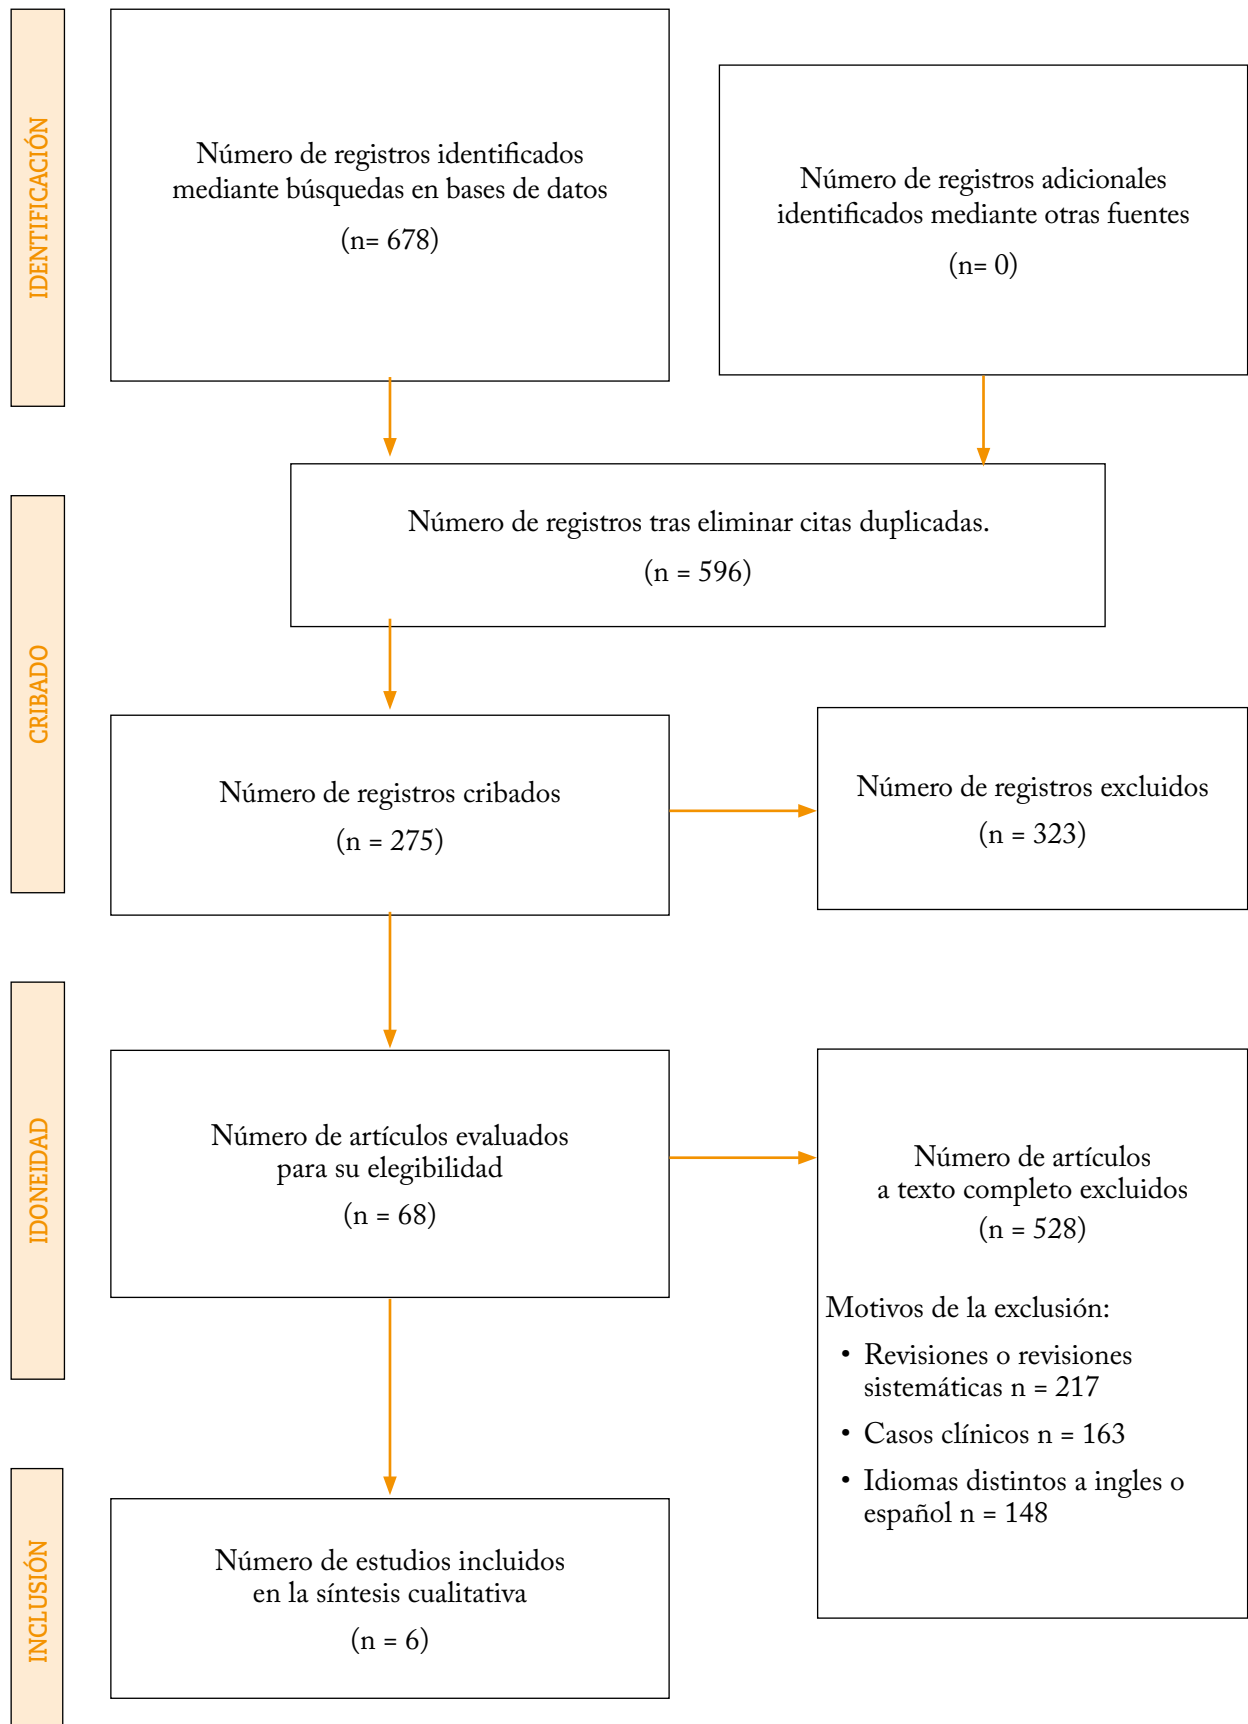 IDENTIFICACIÓN
Número de registros identificados
mediante búsquedas en bases de datos
(n= 678)
Número de registros adicionales
identificados mediante otras fuentes
(n= 0)
CRIBADO
Número de registros tras eliminar citas duplicadas.
(n = 596)
Número de registros cribados
(n = 275)
Número de registros excluidos
(n = 323)
IDONEIDAD
Número de artículos evaluados
para su elegibilidad
(n = 68)
Número de artículos
a texto completo excluidos
(n = 528)
Motivos de la exclusión:
• Revisiones o revisiones
sistemáticas n = 217
• Casos clínicos n = 163
• Idiomas distintos a ingles o
español n = 148
INCLUSIÓN
Número de estudios incluidos
en la síntesis cualitativa
(n = 6)